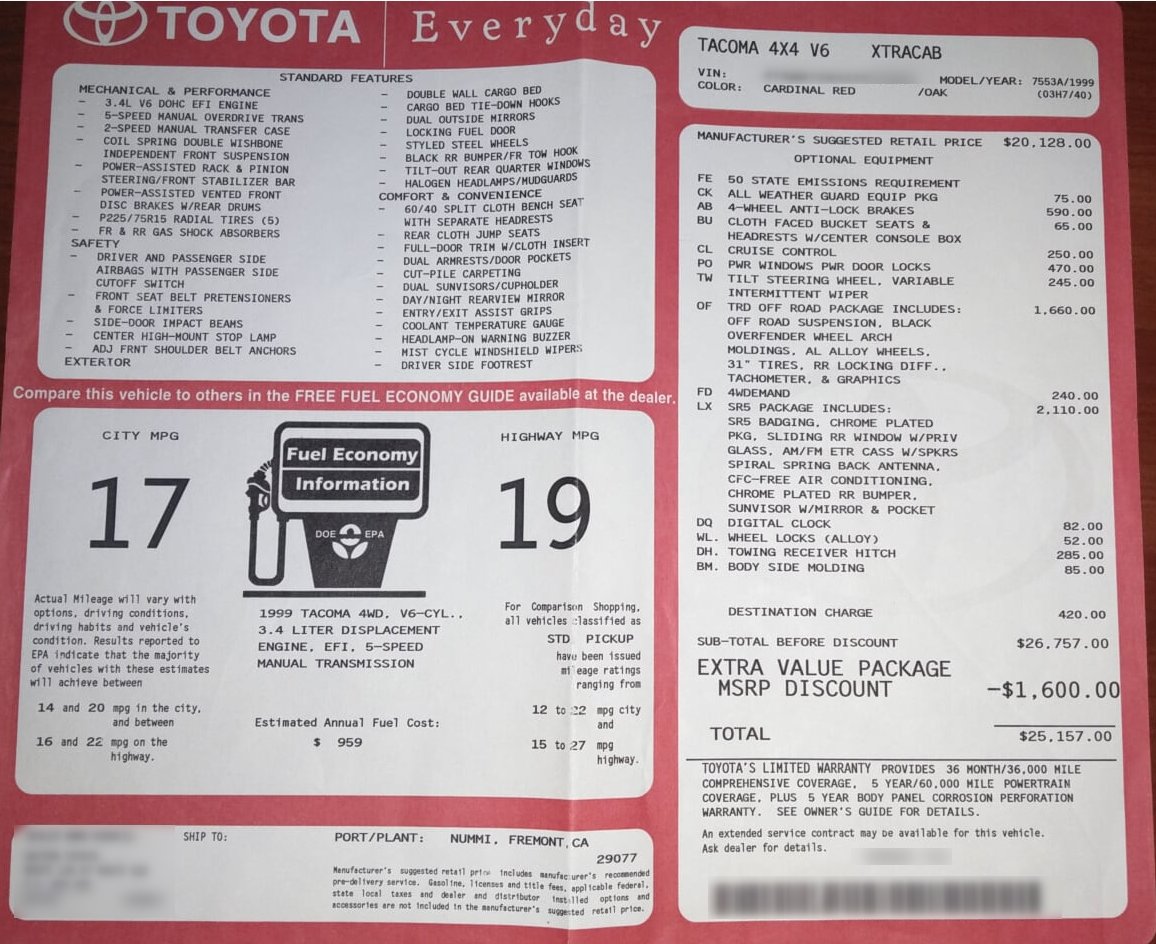 TOYOTA
Everyday
STANDARD FEATURES
MECHANICAL & PERFORMANCE
- 3.4L V6 DOHC EFI ENGINE
- 5-SPEED MANUAL OVERDRIVE TRANS
- 2-SPEED MANUAL TRANSFER CASE
- COIL SPRING DOUBLE WISHBONE
INDEPENDENT FRONT SUSPENSION
- POWER-ASSISTED RACK & PINION
STEERING/FRONT STABILIZER BAR
- POWER-ASSISTED VENTED FRONT
DISC BRAKES W/REAR DRUMS
- P225/75R15 RADIAL TIRES (5)
- FR & RR GAS SHOCK ABSORBERS
SAFETY
- DRIVER AND PASSENGER SIDE
AIRBAGS WITH PASSENGER SIDE
CUTOFF SWITCH
- FRONT SEAT BELT PRETENSIONERS
& FORCE LIMITERS
- SIDE-DOOR IMPACT BEAMS
- CENTER HIGH-MOUNT STOP LAMP
- ADJ FRNT SHOULDER BELT ANCHORS
EXTERIOR
- DOUBLE WALL CARGO BED
- CARGO BED TIE-DOWN HOOKS
- DUAL OUTSIDE MIRRORS
- LOCKING FUEL DOOR
- STYLED STEEL WHEELS
- BLACK RR BUMPER/FR TOW HOOK
- TILT-OUT REAR QUARTER WINDOWS
- HALOGEN HEADLAMPS/MUDGUARDS
COMFORT & CONVENIENCE
- 60/40 SPLIT CLOTH BENCH SEAT
WITH SEPARATE HEADRESTS
- REAR CLOTH JUMP SEATS
- FULL-DOOR TRIM W/CLOTH INSERT
- DUAL ARMRESTS/DOOR POCKETS
- CUT-PILE CARPETING
- DUAL SUNVISORS/CUPHOLDER
- DAY/NIGHT REARVIEW MIRROR
- ENTRY/EXIT ASSIST GRIPS
- COOLANT TEMPERATURE GAUGE
- HEADLAMP-ON WARNING BUZZER
- MIST CYCLE WINDSHIELD WIPERS
- DRIVER SIDE FOOTREST
Compare this vehicle to others in the FREE FUEL ECONOMY GUIDE available at the dealer.
CITY MPG
17
Fuel Economy
Information
DOE EPA
HIGHWAY MPG
19
Actual Mileage will vary with
options, driving conditions,
driving habits and vehicle's
condition. Results reported to
EPA indicate that the majority
of vehicles with these estimates
will achieve between
14 and 20 mpg in the city,
and between
16 and 22 mpg on the
highway.
1999 TACOMA 4WD, V6-CYL.,
3.4 LITER DISPLACEMENT
ENGINE, EFI, 5-SPEED
MANUAL TRANSMISSION
Estimated Annual Fuel Cost:
$ 959
For Comparison Shopping,
all vehicles classified as
STD PICKUP
have been issued
mileage ratings
ranging from
12 to 22 mpg city
and
15 to 27 mpg
highway.
SHIP TO:
PORT/PLANT: NUMMI, FREMONT, CA
29077
Manufacturer's suggested retail price includes manufacturer's recommended
pre-delivery service. Gasoline, licenses and title fees, applicable federal,
state local taxes and dealer and distributor installed options and
accessories are not included in the manufacturer's suggested retail price.
TACOMA 4X4 V6 XTRACAB
VIN:
MODEL/YEAR: 7553A/1999
COLOR: CARDINAL RED /OAK (03H7/40)
MANUFACTURER'S SUGGESTED RETAIL PRICE $20,128.00
OPTIONAL EQUIPMENT
FE 50 STATE EMISSIONS REQUIREMENT
CK ALL WEATHER GUARD EQUIP PKG 75.00
AB 4-WHEEL ANTI-LOCK BRAKES 590.00
BU CLOTH FACED BUCKET SEATS & 65.00
HEADRESTS W/CENTER CONSOLE BOX
CL CRUISE CONTROL 250.00
PO PWR WINDOWS PWR DOOR LOCKS 470.00
TW TILT STEERING WHEEL, VARIABLE 245.00
INTERMITTENT WIPER
OF TRD OFF ROAD PACKAGE INCLUDES: 1,660.00
OFF ROAD SUSPENSION, BLACK
OVERFENDER WHEEL ARCH
MOLDINGS, AL ALLOY WHEELS,
31" TIRES, RR LOCKING DIFF.,
TACHOMETER, & GRAPHICS
FD 4WDEMAND 240.00
LX SR5 PACKAGE INCLUDES: 2,110.00
SR5 BADGING, CHROME PLATED
PKG, SLIDING RR WINDOW W/PRIV
GLASS, AM/FM ETR CASS W/SPKRS
SPIRAL SPRING BACK ANTENNA,
CFC-FREE AIR CONDITIONING,
CHROME PLATED RR BUMPER,
SUNVISOR W/MIRROR & POCKET
DQ DIGITAL CLOCK 82.00
WL. WHEEL LOCKS (ALLOY) 52.00
DH. TOWING RECEIVER HITCH 285.00
BM. BODY SIDE MOLDING 85.00
DESTINATION CHARGE 420.00
SUB-TOTAL BEFORE DISCOUNT $26,757.00
EXTRA VALUE PACKAGE
MSRP DISCOUNT -$1,600.00
TOTAL $25,157.00
TOYOTA'S LIMITED WARRANTY PROVIDES 36 MONTH/36,000 MILE
COMPREHENSIVE COVERAGE, 5 YEAR/60,000 MILE POWERTRAIN
COVERAGE, PLUS 5 YEAR BODY PANEL CORROSION PERFORATION
WARRANTY. SEE OWNER'S GUIDE FOR DETAILS.
An extended service contract may be available for this vehicle.
Ask dealer for details.